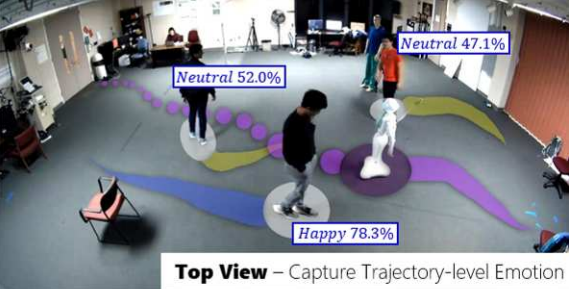 Neutral 47.1%
Neutral 52.0%
Happy 78.3%
Top View – Capture Trajectory-level Emotion